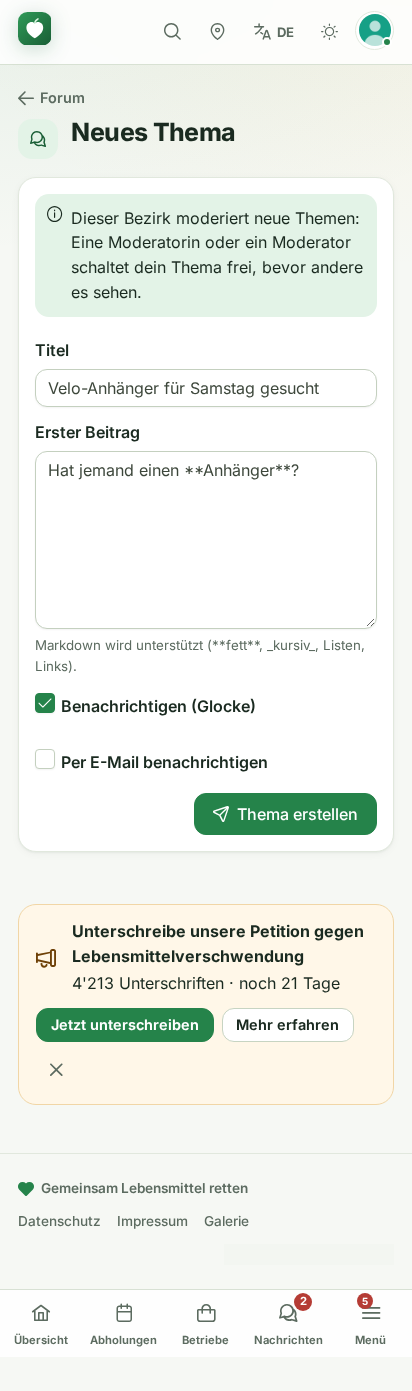 DE
Forum
Neues Thema
Dieser Bezirk moderiert neue Themen:
Eine Moderatorin oder ein Moderator
schaltet dein Thema frei, bevor andere
es sehen.
Titel
Velo-Anhänger für Samstag gesucht
Erster Beitrag
Hat jemand einen **Anhänger**?
Markdown wird unterstützt (**fett**, _kursiv_, Listen,
Links).
Benachrichtigen (Glocke)
Per E-Mail benachrichtigen
Thema erstellen
Unterschreibe unsere Petition gegen
Lebensmittelverschwendung
4'213 Unterschriften · noch 21 Tage
Jetzt unterschreiben Mehr erfahren
Gemeinsam Lebensmittel retten
Datenschutz Impressum Galerie
2 5
Übersicht Abholungen Betriebe Nachrichten Menü